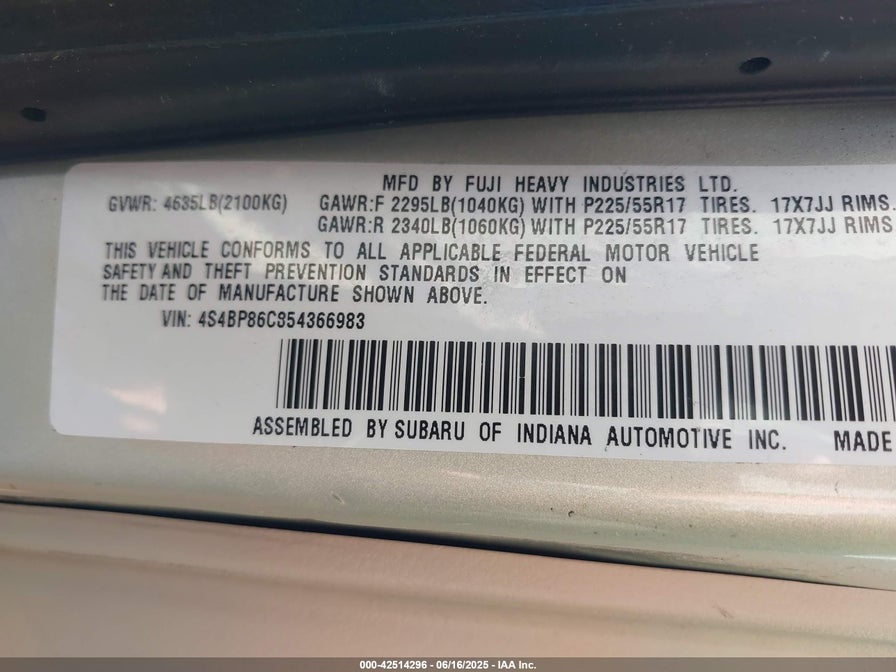 MFD BY FUJI HEAVY INDUSTRIES LTD.
GVWR: 4635LB(2100KG) GAWR:F 2295LB(1040KG) WITH P225/55R17 TIRES. 17X7JJ RIMS.
GAWR:R 2340LB(1060KG) WITH P225/55R17 TIRES. 17X7JJ RIMS
THIS VEHICLE CONFORMS TO ALL APPLICABLE FEDERAL MOTOR VEHICLE
SAFETY AND THEFT PREVENTION STANDARDS IN EFFECT ON
THE DATE OF MANUFACTURE SHOWN ABOVE.
VIN: 4S4BP86C854366983
ASSEMBLED BY SUBARU OF INDIANA AUTOMOTIVE INC. MADE
000-42514296 - 06/16/2025 - IAA Inc.